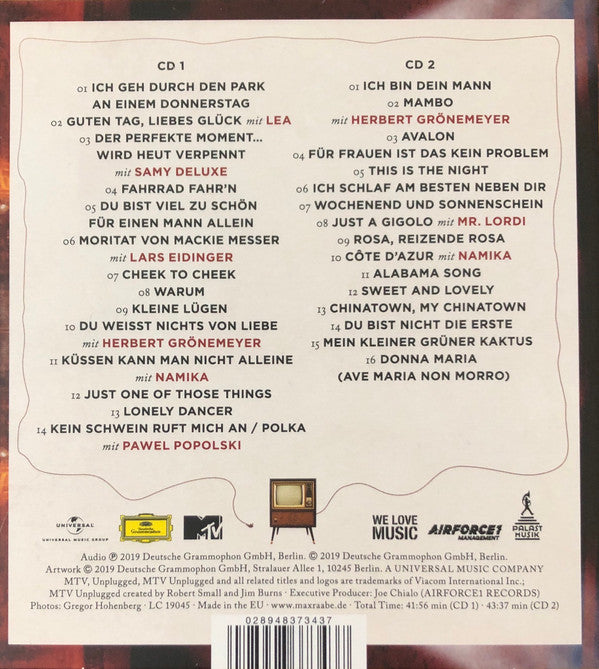 CD 1
01 ICH GEH DURCH DEN PARK
AN EINEM DONNERSTAG
02 GUTEN TAG, LIEBES GLÜCK mit LEA
03 DER PERFEKTE MOMENT...
WIRD HEUT VERPENNT
mit SAMY DELUXE
04 FAHRRAD FAHR'N
05 DU BIST VIEL ZU SCHÖN
FÜR EINEN MANN ALLEIN
06 MORITAT VON MACKIE MESSER
mit LARS EIDINGER
07 CHEEK TO CHEEK
08 WARUM
09 KLEINE LÜGEN
10 DU WEISST NICHTS VON LIEBE
mit HERBERT GRÖNEMEYER
11 KÜSSEN KANN MAN NICHT ALLEINE
mit NAMIKA
12 JUST ONE OF THOSE THINGS
13 LONELY DANCER
14 KEIN SCHWEIN RUFT MICH AN / POLKA
mit PAWEL POPOLSKI
CD 2
01 ICH BIN DEIN MANN
02 MAMBO
mit HERBERT GRÖNEMEYER
03 AVALON
04 FÜR FRAUEN IST DAS KEIN PROBLEM
05 THIS IS THE NIGHT
06 ICH SCHLAF AM BESTEN NEBEN DIR
07 WOCHENEND UND SONNENSCHEIN
08 JUST A GIGOLO mit MR. LORDI
09 ROSA, REIZENDE ROSA
10 CÔTE D'AZUR mit NAMIKA
11 ALABAMA SONG
12 SWEET AND LOVELY
13 CHINATOWN, MY CHINATOWN
14 DU BIST NICHT DIE ERSTE
15 MEIN KLEINER GRÜNER KAKTUS
16 DONNA MARIA
(AVE MARIA NON MORRO)
UNIVERSAL
UNIVERSAL MUSIC GROUP
Deutsche
Grammophon
MTV
WE LOVE
MUSIC
AIRFORCE1
MANAGEMENT
PALAST
MUSIK
Audio ℗ 2019 Deutsche Grammophon GmbH, Berlin. © 2019 Deutsche Grammophon GmbH, Berlin.
Artwork © 2019 Deutsche Grammophon GmbH, Stralauer Allee 1, 10245 Berlin. A UNIVERSAL MUSIC COMPANY
MTV, Unplugged, MTV Unplugged and all related titles and logos are trademarks of Viacom International Inc.;
MTV Unplugged created by Robert Small and Jim Burns · Executive Producer: Joe Chialo (AIRFORCE1 RECORDS)
Photos: Gregor Hohenberg · LC 19045 · Made in the EU · www.maxraabe.de · Total Time: 41:56 min (CD 1) · 43:37 min (CD 2)
028948373437